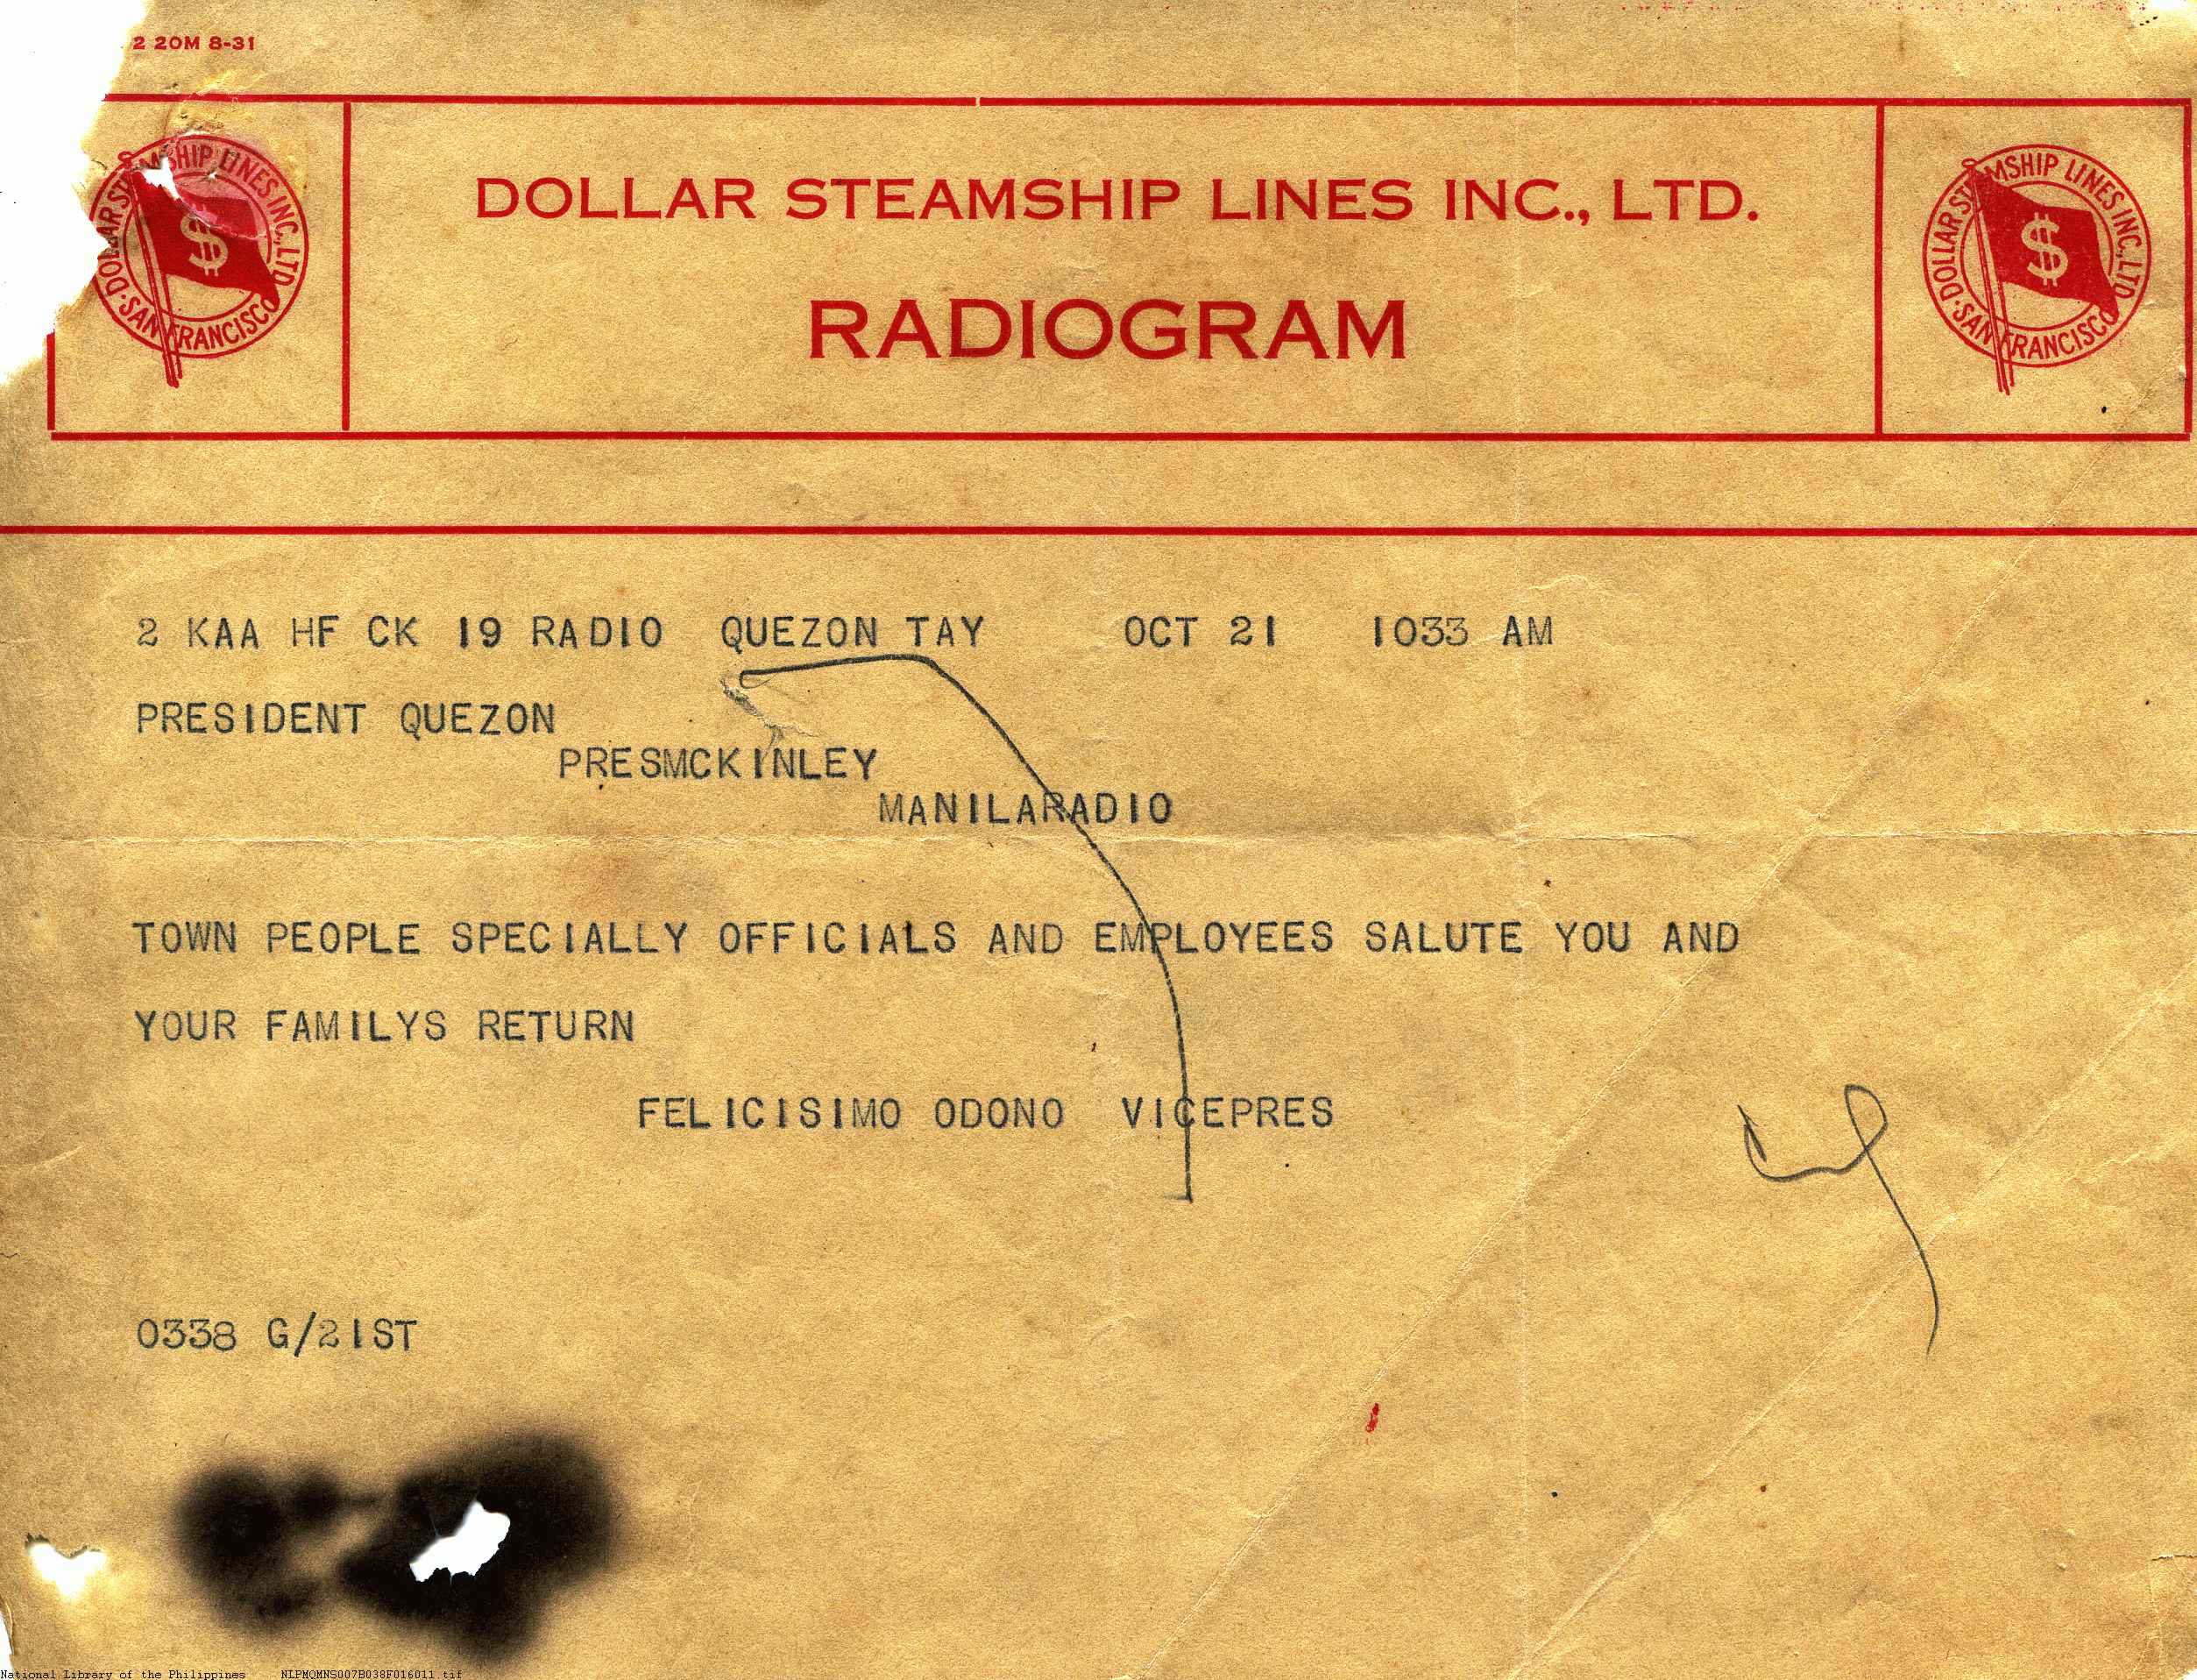 2 20M 8-31
DOLLAR STEAMSHIP LINES INC., LTD.
RADIOGRAM
DOLLAR STEAMSHIP LINES INC., LTD. SAN FRANCISCO
$
DOLLAR STEAMSHIP LINES INC., LTD. SAN FRANCISCO
$
2 KAA HF CK 19 RADIO QUEZON TAY OCT 21 1033 AM
PRESIDENT QUEZON
PRESMCKINLEY
MANILARADIO
TOWN PEOPLE SPECIALLY OFFICIALS AND EMPLOYEES SALUTE YOU AND
YOUR FAMILYS RETURN
FELICISIMO ODONO VICEPRES
0338 G/21ST
National Library of the Philippines NLPMQMNS007B038F016011.tif